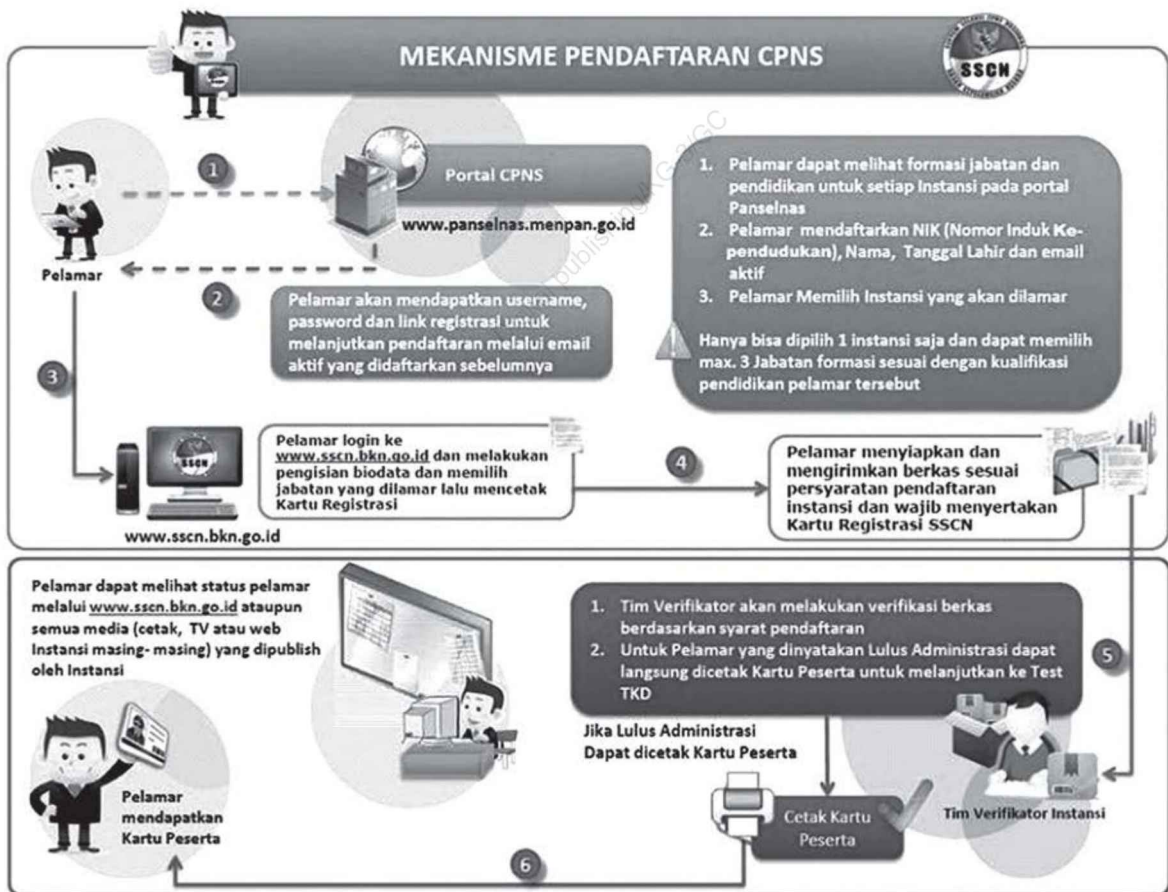 MEKANISME PENDAFTARAN CPNS
SSCN
1
Portal CPNS
www.panselnas.menpan.go.id
Pelamar
2
Pelamar akan mendapatkan username,
password dan link registrasi untuk
melanjutkan pendaftaran melalui email
aktif yang didaftarkan sebelumnya
1. Pelamar dapat melihat formasi jabatan dan
pendidikan untuk setiap Instansi pada portal
Panselnas
2. Pelamar mendaftarkan NIK (Nomor Induk Ke-
pendudukan), Nama, Tanggal Lahir dan email
aktif
3. Pelamar Memilih Instansi yang akan dilamar
Hanya bisa dipilih 1 instansi saja dan dapat memilih
max. 3 Jabatan formasi sesuai dengan kualifikasi
pendidikan pelamar tersebut
3
SSCN
www.sscn.bkn.go.id
Pelamar login ke
www.sscn.bkn.go.id dan melakukan
pengisian biodata dan memilih
jabatan yang dilamar lalu mencetak
Kartu Registrasi
4
Pelamar menyiapkan dan
mengirimkan berkas sesuai
persyaratan pendaftaran
instansi dan wajib menyertakan
Kartu Registrasi SSCN
Pelamar dapat melihat status pelamar
melalui www.sscn.bkn.go.id ataupun
semua media (cetak, TV atau web
Instansi masing- masing) yang dipublish
oleh Instansi
1. Tim Verifikator akan melakukan verifikasi berkas
berdasarkan syarat pendaftaran
2. Untuk Pelamar yang dinyatakan Lulus Administrasi dapat
langsung dicetak Kartu Peserta untuk melanjutkan ke Test
TKD
5
Jika Lulus Administrasi
Dapat dicetak Kartu Peserta
Tim Verifikator Instansi
Cetak Kartu
Peserta
Pelamar
mendapatkan
Kartu Peserta
6